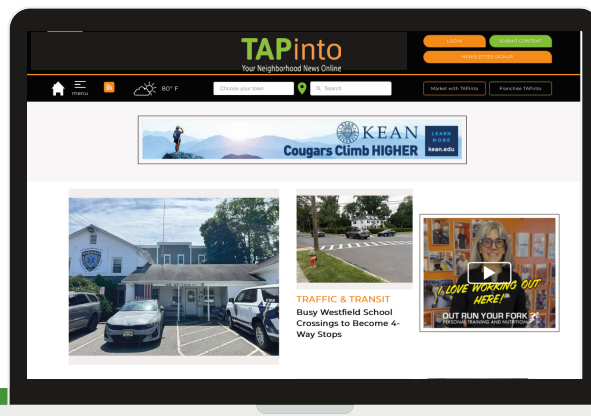 TAPinto
Your Neighborhood News Online
LOGIN
SUBMIT CONTENT
NEWSLETTER SIGNUP
menu
80° F
Choose your town
Search
Market with TAPinto
Franchise TAPinto
KEAN
Cougars Climb HIGHER
LEARN
MORE
kean.edu
TRAFFIC & TRANSIT
Busy Westfield School
Crossings to Become 4-
Way Stops
I LOVE WORKING OUT
HERE!
OUT RUN YOUR FORK
PERSONAL TRAINING AND NUTRITION